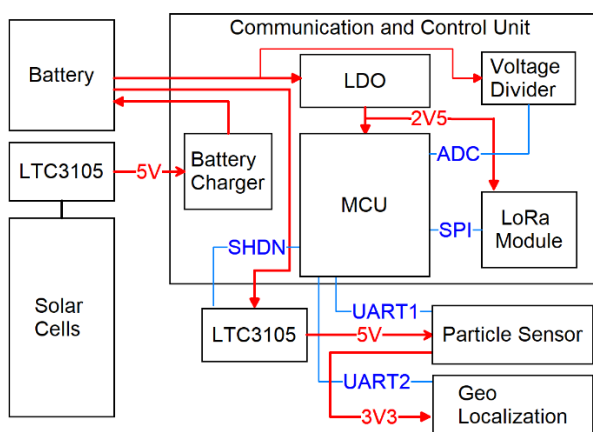 Communication and Control Unit
Battery
LDO
Voltage
Divider
2V5
LTC3105
5V
Battery
Charger
MCU
ADC
SPI
LoRa
Module
SHDN
Solar
Cells
LTC3105
5V
UART1
Particle Sensor
UART2
3V3
Geo
Localization